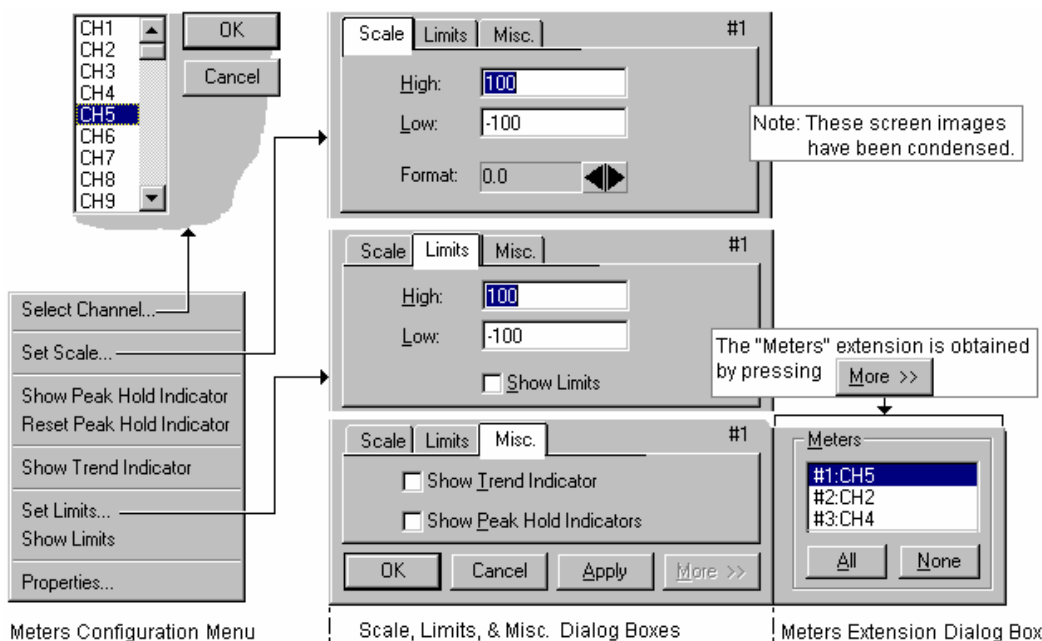 CH1
CH2
CH3
CH4
CH5
CH6
CH7
CH8
CH9
OK
Cancel
Scale Limits Misc. #1
High: 100
Low: -100
Format: 0.0
Note: These screen images
have been condensed.
Scale Limits Misc. #1
High: 100
Low: -100
Show Limits
Select Channel...
Set Scale...
Show Peak Hold Indicator
Reset Peak Hold Indicator
Show Trend Indicator
Set Limits...
Show Limits
Properties...
The "Meters" extension is obtained
by pressing More >>
Scale Limits Misc. #1
Show Trend Indicator
Show Peak Hold Indicators
OK Cancel Apply More >>
Meters
#1:CH5
#2:CH2
#3:CH4
All None
Meters Configuration Menu
Scale, Limits, & Misc. Dialog Boxes
Meters Extension Dialog Box